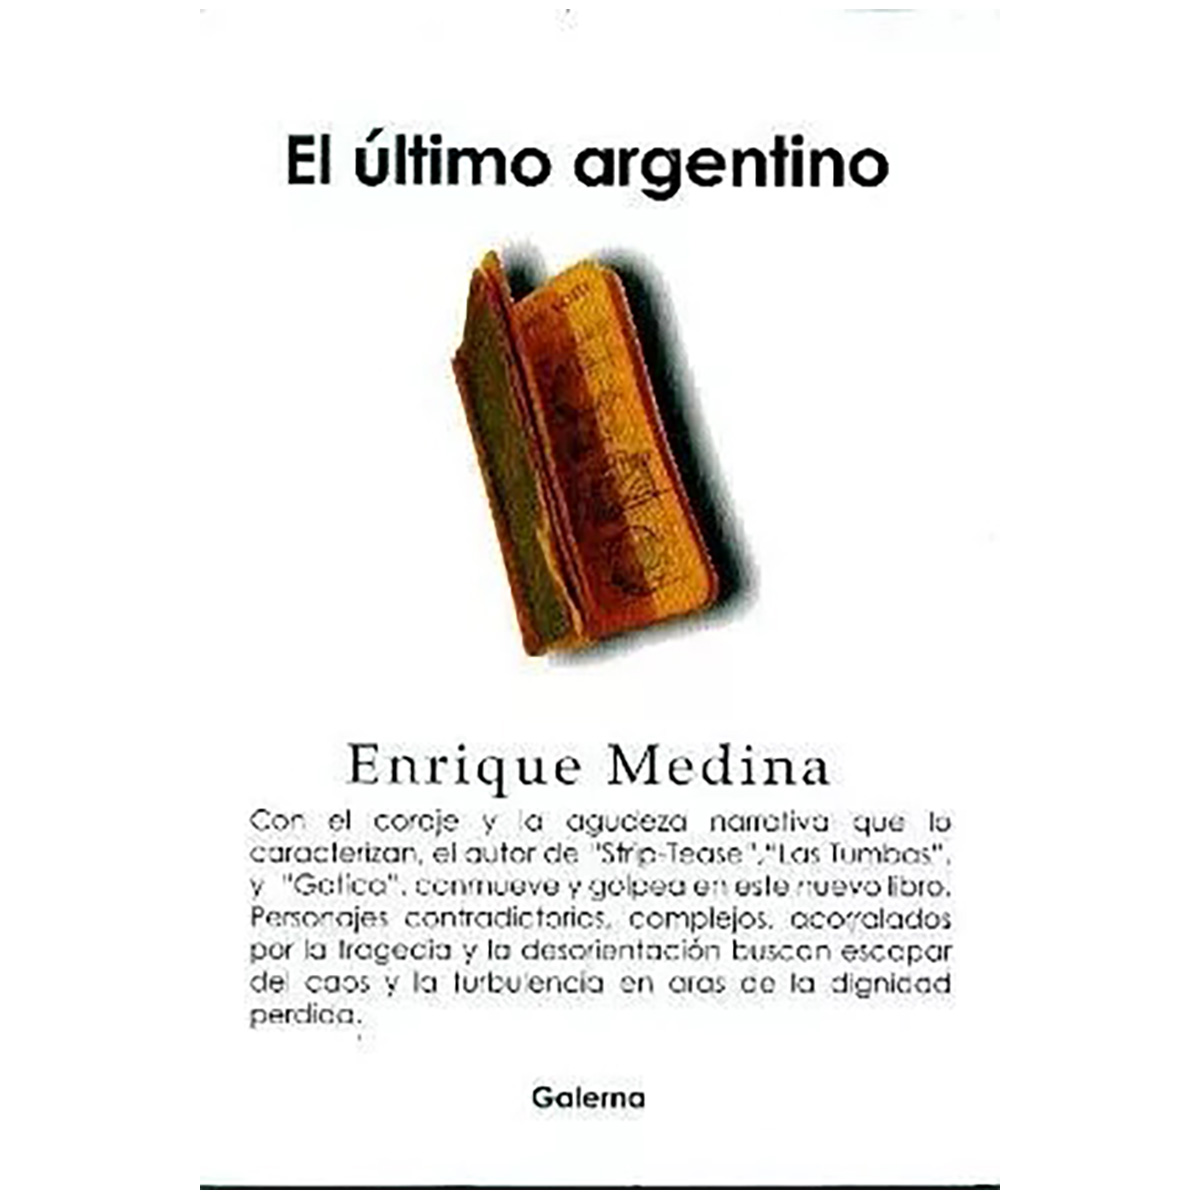 El último argentino
Enrique Medina
Con el coraje y la agudeza narrativa que lo
caracterizan, el autor de "Strip-Tease","Las Tumbas",
y "Gatica", conmueve y golpea en este nuevo libro.
Personajes contradictorios, complejos, acorralados
por la tragedia y la desorientación buscan escapar
del caos y la turbulencia en aras de la dignidad
perdida.
Galerna